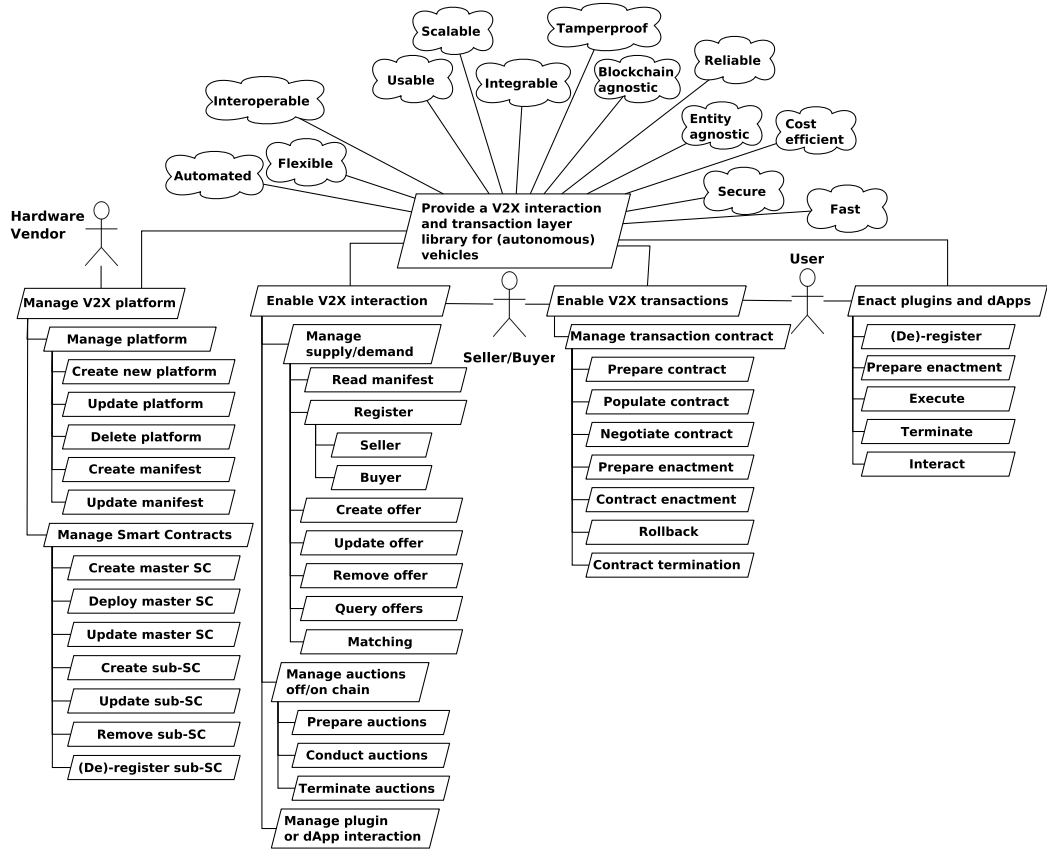 Scalable
Tamperproof
Usable
Integrable
Blockchain
agnostic
Reliable
Interoperable
Entity
agnostic
Cost
efficient
Automated
Flexible
Secure
Fast
Provide a V2X interaction
and transaction layer
library for (autonomous)
vehicles
Hardware
Vendor
Seller/Buyer
User
Manage V2X platform
Manage platform
Create new platform
Update platform
Delete platform
Create manifest
Update manifest
Manage Smart Contracts
Create master SC
Deploy master SC
Update master SC
Create sub-SC
Update sub-SC
Remove sub-SC
(De)-register sub-SC
Enable V2X interaction
Manage
supply/demand
Read manifest
Register
Seller
Buyer
Create offer
Update offer
Remove offer
Query offers
Matching
Manage auctions
off/on chain
Prepare auctions
Conduct auctions
Terminate auctions
Manage plugin
or dApp interaction
Enable V2X transactions
Manage transaction contract
Prepare contract
Populate contract
Negotiate contract
Prepare enactment
Contract enactment
Rollback
Contract termination
Enact plugins and dApps
(De)-register
Prepare enactment
Execute
Terminate
Interact